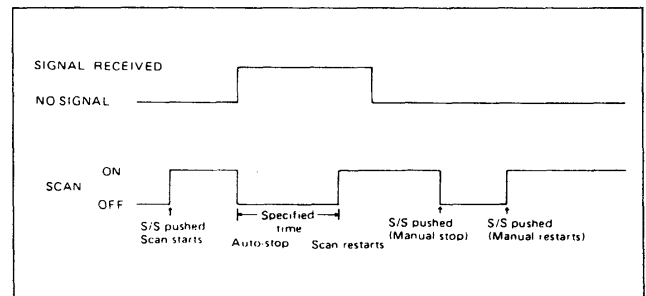 SIGNAL RECEIVED
NO SIGNAL
ON
SCAN
OFF
Specified
time
S/S pushed
Scan starts
Auto-stop
Scan restarts
S/S pushed
(Manual stop)
S/S pushed
(Manual restarts)